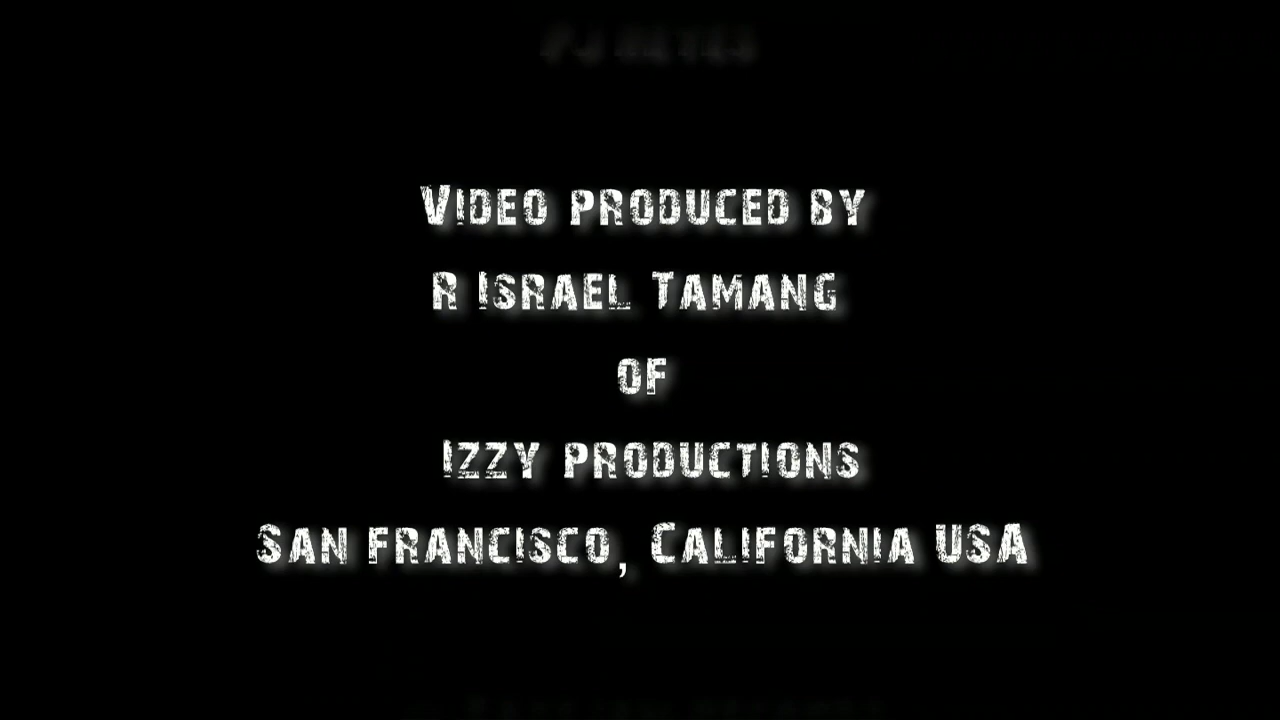 Video produced by
R Israel Tamang
of
Izzy productions
San Francisco, California USA